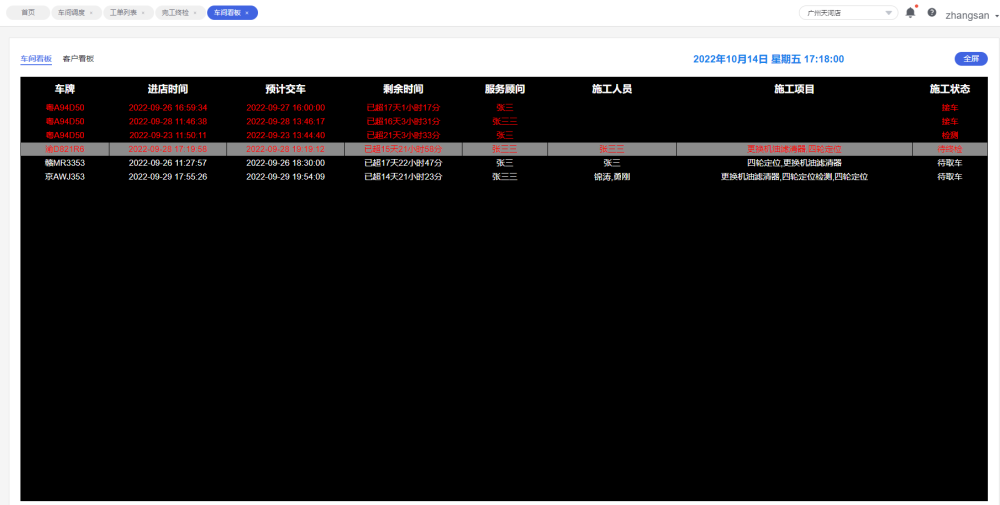 首页 车间调度 × 工单列表 × 完工终检 × 车间看板 × 广州天河店 zhangsan
车间看板 客户看板 2022年10月14日 星期五 17:18:00 全屏
车牌 进店时间 预计交车 剩余时间 服务顾问 施工人员 施工项目 施工状态
粤A94D50 2022-09-26 16:59:34 2022-09-27 16:00:00 已超17天1小时17分 张三 接车
粤A94D50 2022-09-26 11:46:38 2022-09-28 13:46:17 已超16天3小时31分 张三三 接车
粤A94D50 2022-09-23 11:50:11 2022-09-23 13:44:40 已超21天3小时33分 张三 检测
渝D821R6 2022-09-28 17:19:55 2022-09-28 19:19:12 已超15天21小时58分 张三三 张三三 更换机油滤清器,四轮定位 待终检
赣MR3353 2022-09-26 11:27:57 2022-09-26 18:30:00 已超17天22小时47分 张三 张三 四轮定位,更换机油滤清器 待取车
京AWJ353 2022-09-29 17:55:26 2022-09-29 19:54:09 已超14天21小时23分 张三三 锦涛,勇刚 更换机油滤清器,四轮定位检测,四轮定位 待取车